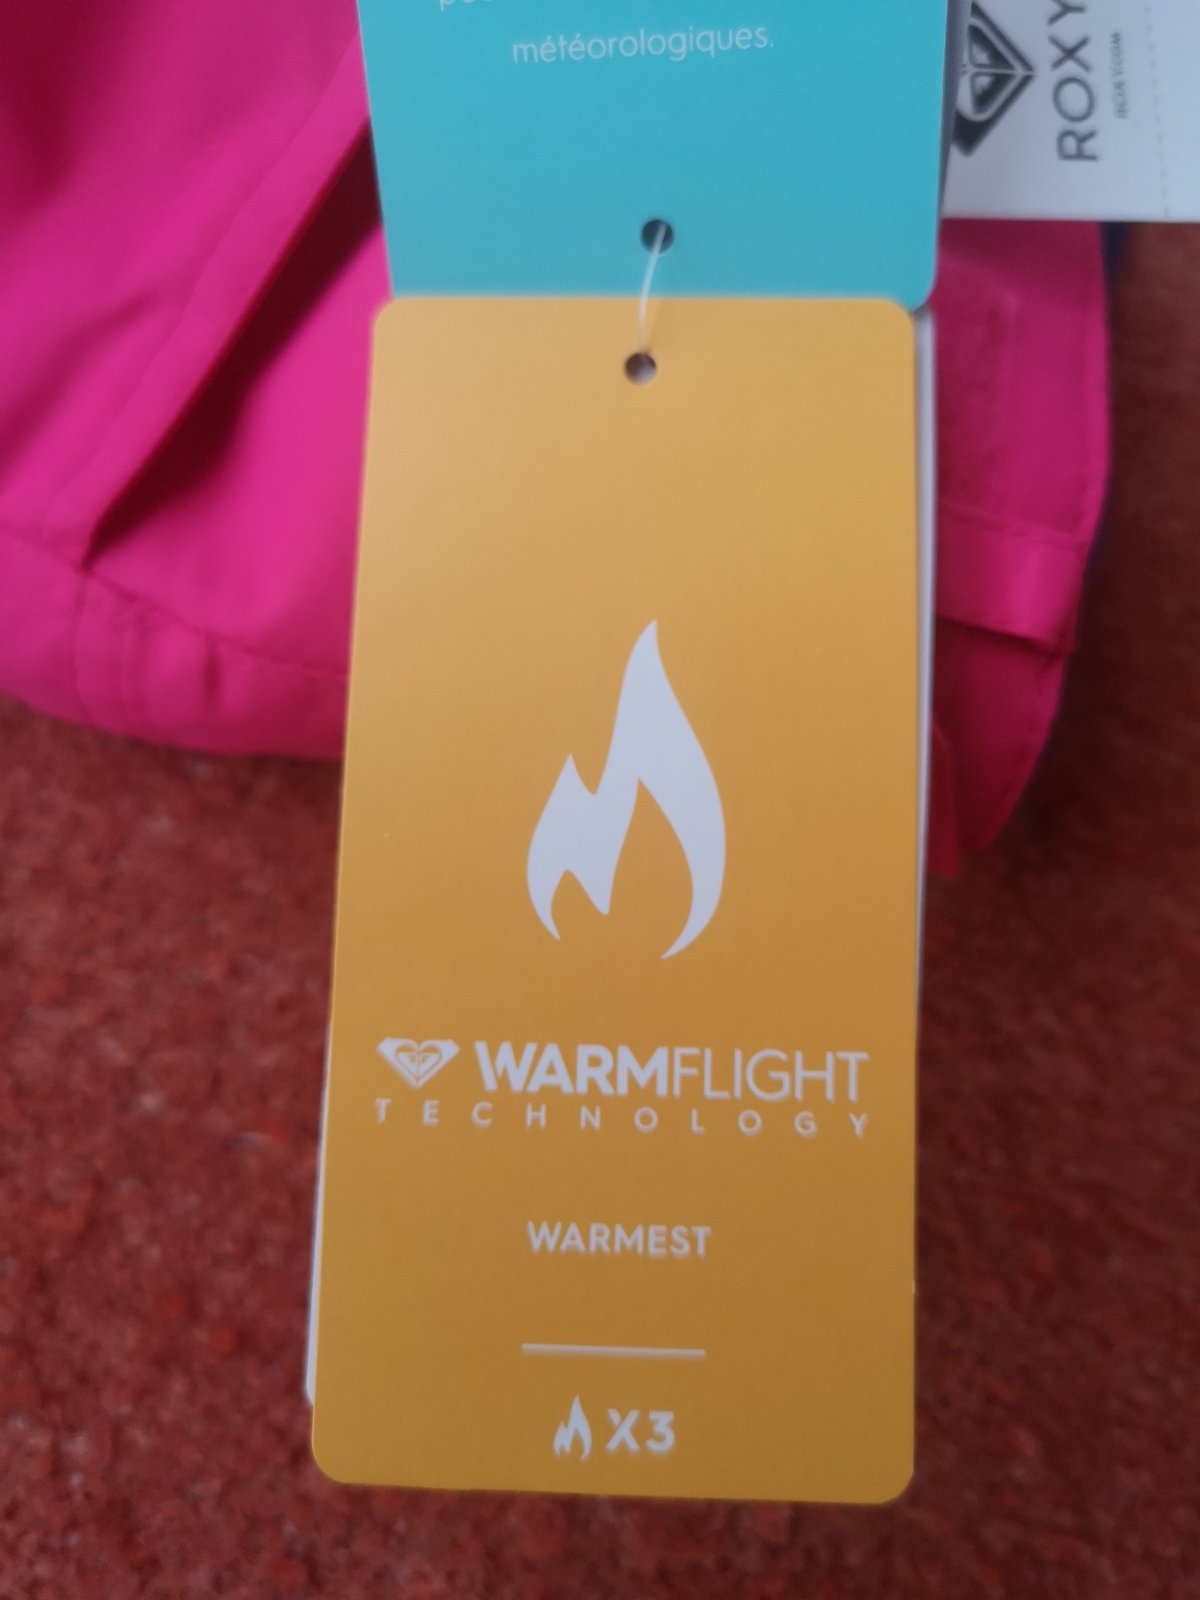 météorologiques.
ROXY
WARMFLIGHT
TECHNOLOGY
WARMEST
X3